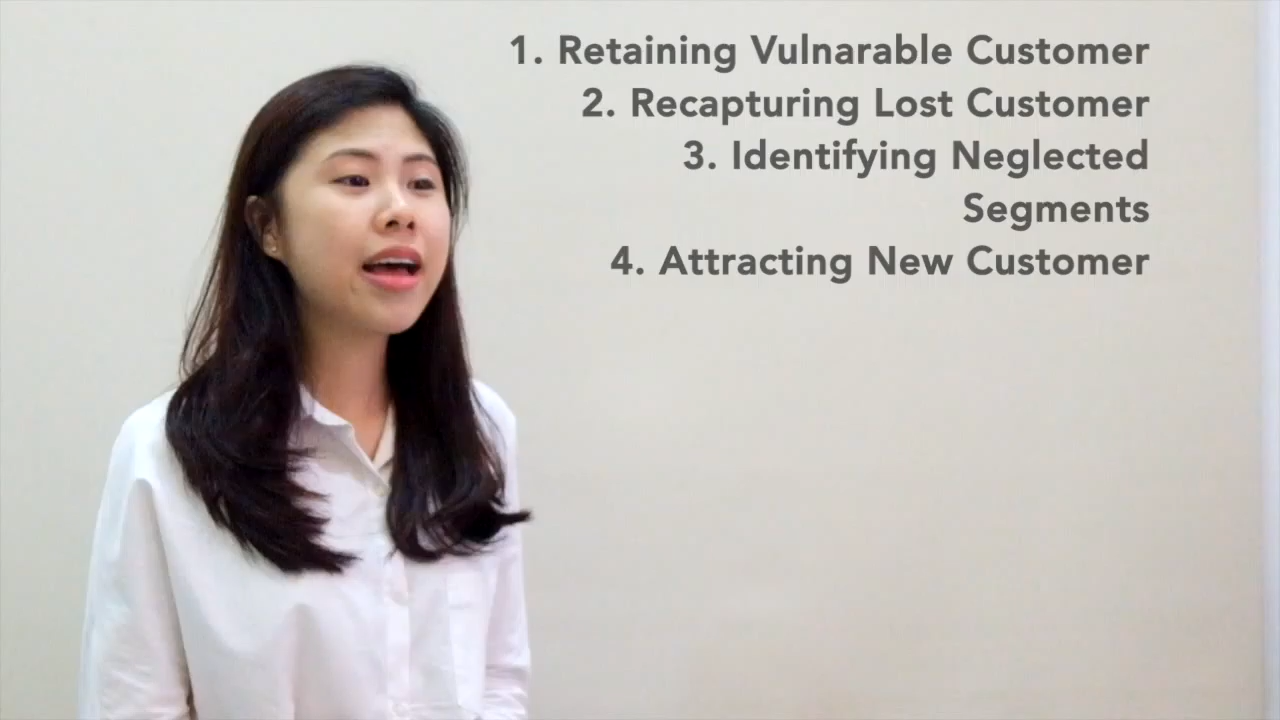 1. Retaining Vulnarable Customer
2. Recapturing Lost Customer
3. Identifying Neglected
Segments
4. Attracting New Customer